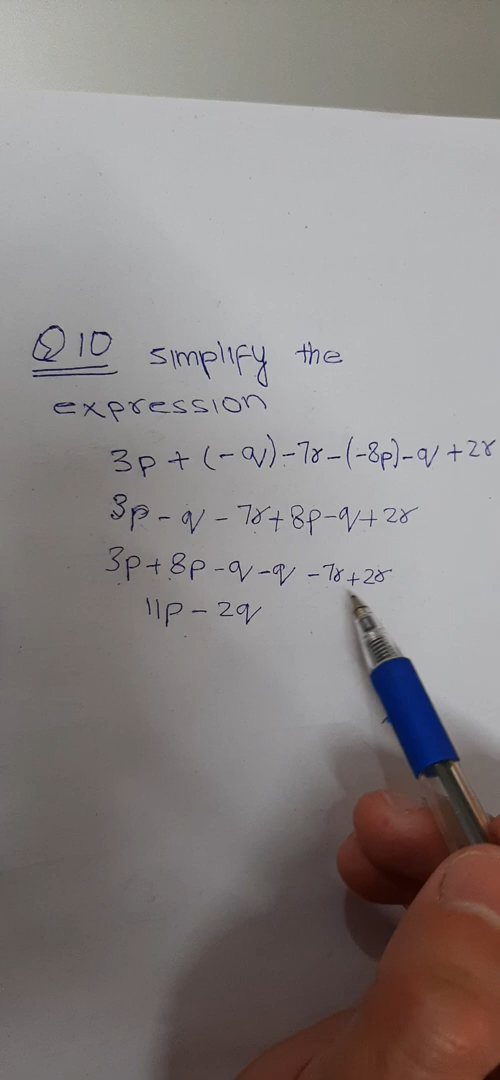 Q10 simplify the
expression
3p + (-q) - 7r - (-8p) - q + 2r
3p - q - 7r + 8p - q + 2r
3p + 8p - q - q - 7r + 2r
11p - 2q